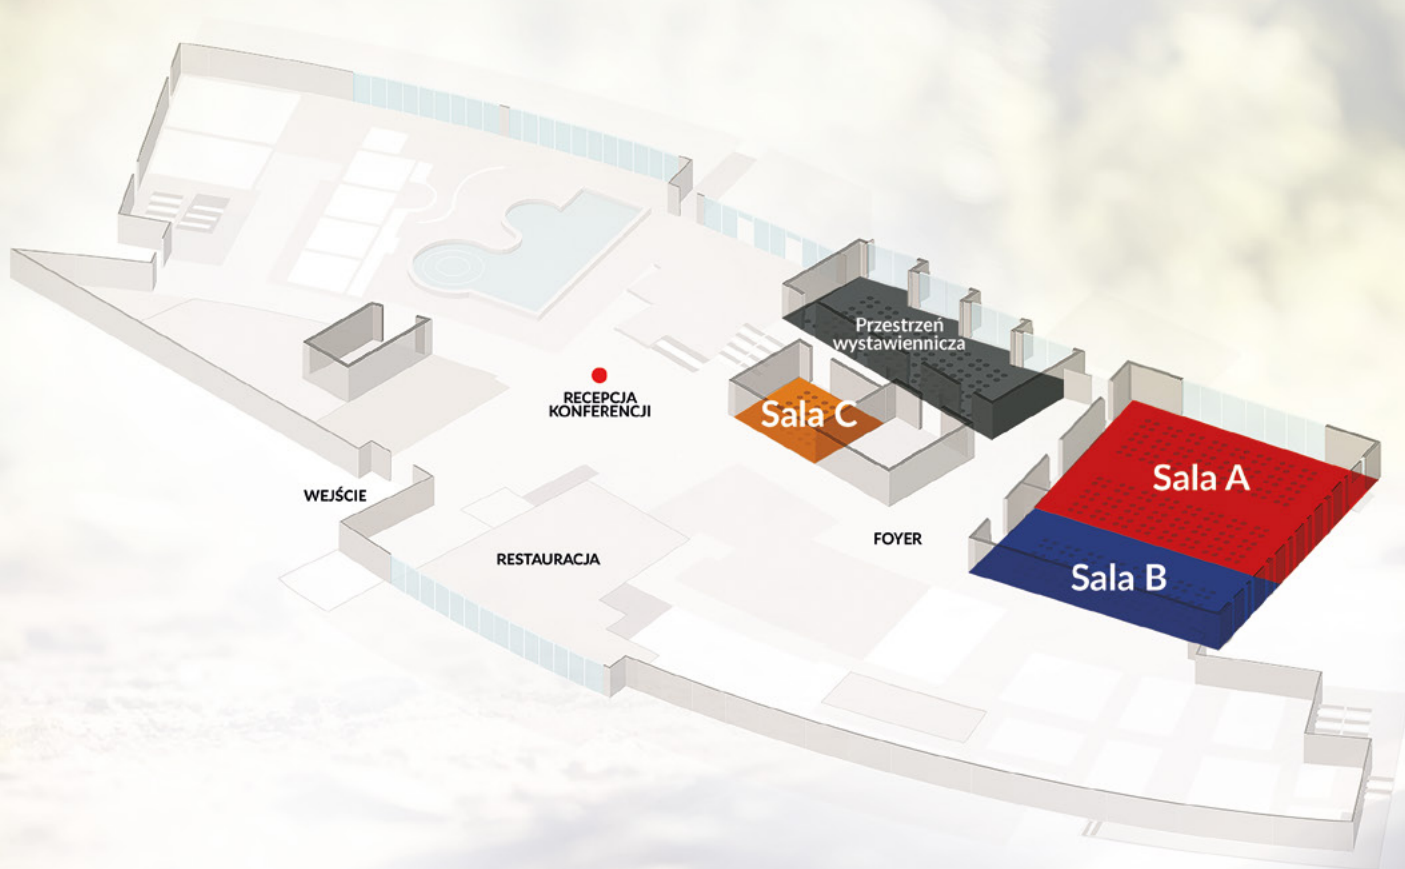 Przestrzeń
wystawiennicza
RECEPCJA
KONFERENCJI
Sala C
Sala A
WEJŚCIE
FOYER
RESTAURACJA
Sala B